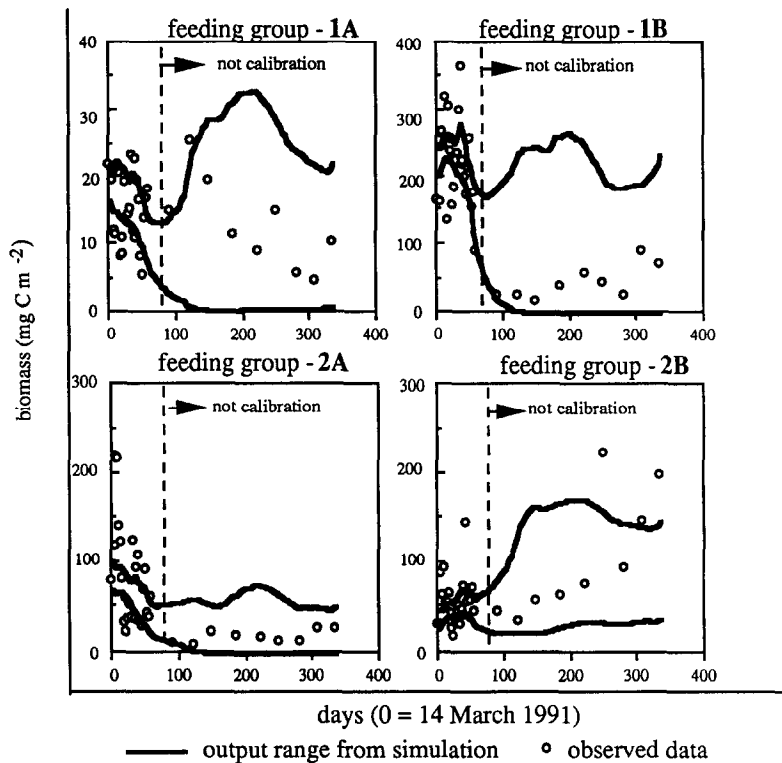 feeding group - 1A
40
30
20
10
0
not calibration
0 100 200 300 400
feeding group - 1B
400
300
200
100
0
not calibration
0 100 200 300 400
biomass (mg C m -2)
feeding group - 2A
300
200
100
0
not calibration
0 100 200 300 400
feeding group - 2B
300
200
100
0
not calibration
0 100 200 300 400
days (0 = 14 March 1991)
output range from simulation
observed data